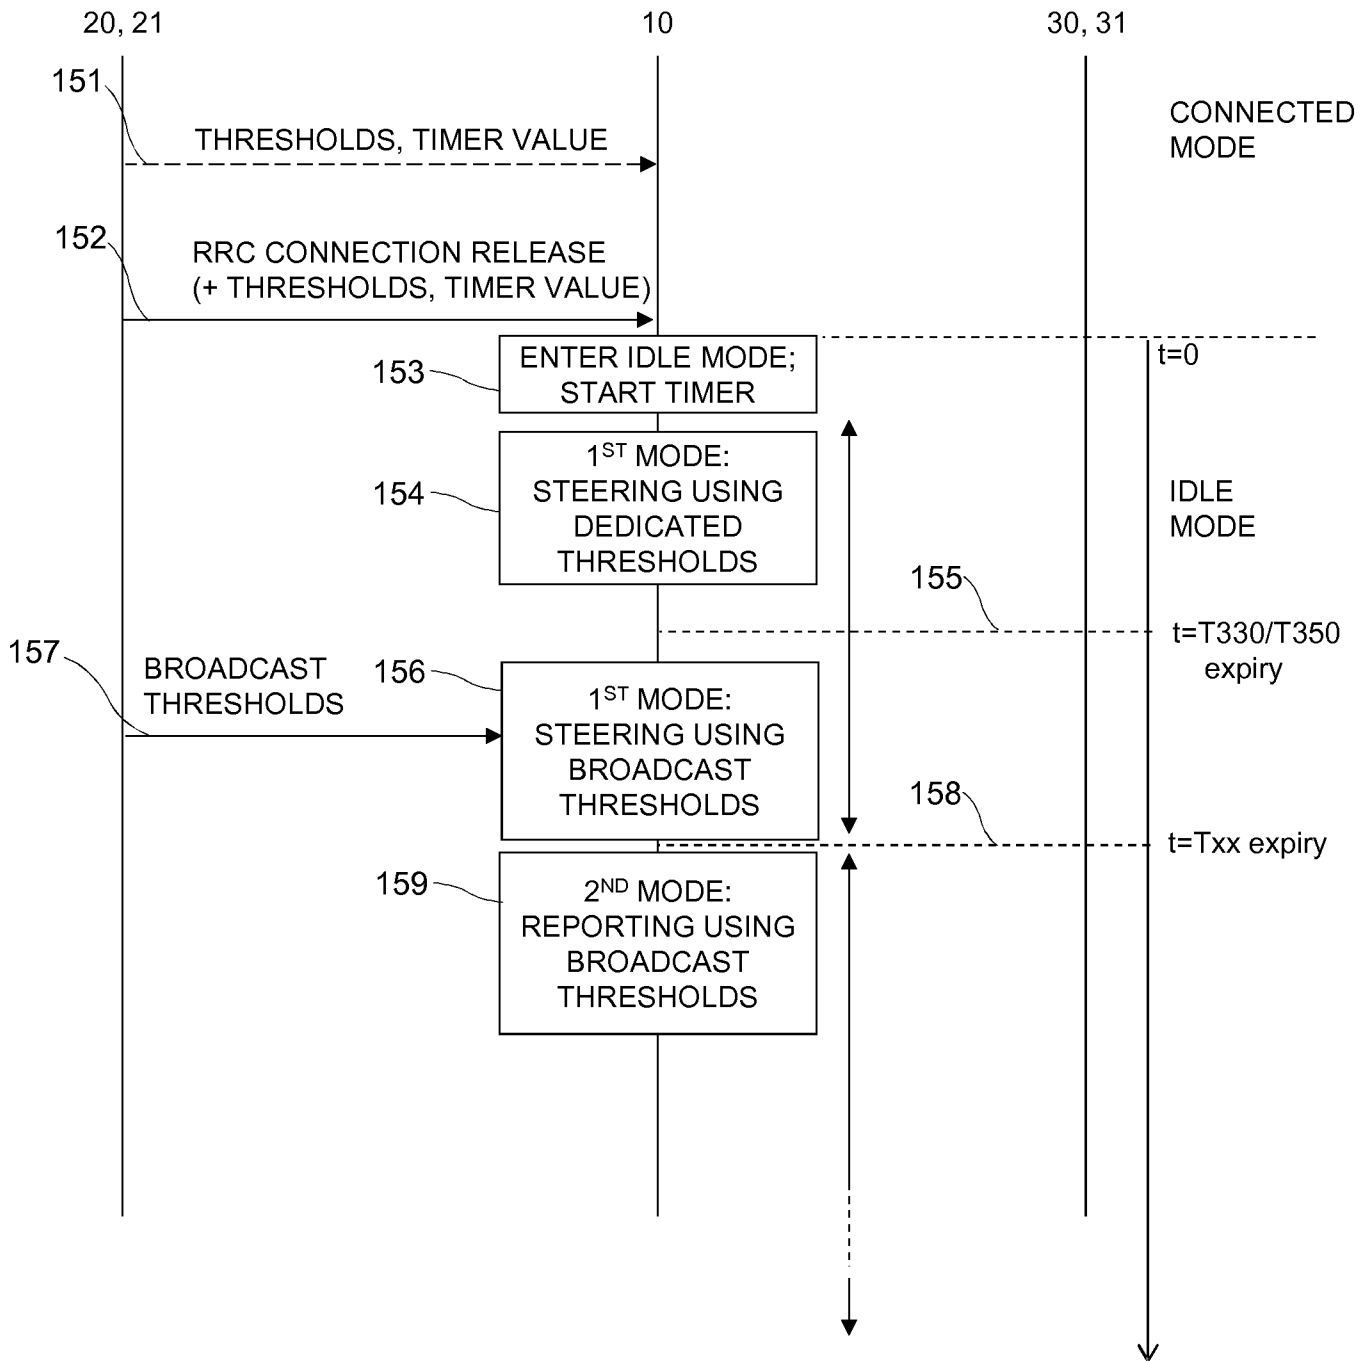 20, 21
10
30, 31
151
THRESHOLDS, TIMER VALUE
CONNECTED
MODE
152
RRC CONNECTION RELEASE
(+ THRESHOLDS, TIMER VALUE)
153
ENTER IDLE MODE;
START TIMER
t=0
154
1ST MODE:
STEERING USING
DEDICATED
THRESHOLDS
IDLE
MODE
155
t=T330/T350
expiry
157
BROADCAST
THRESHOLDS
156
1ST MODE:
STEERING USING
BROADCAST
THRESHOLDS
158
t=Txx expiry
159
2ND MODE:
REPORTING USING
BROADCAST
THRESHOLDS